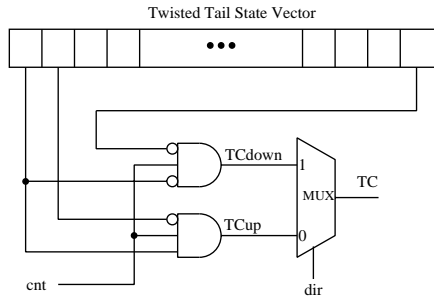 Twisted Tail State Vector
TCdown
1
TC
MUX
TCup
0
cnt
dir